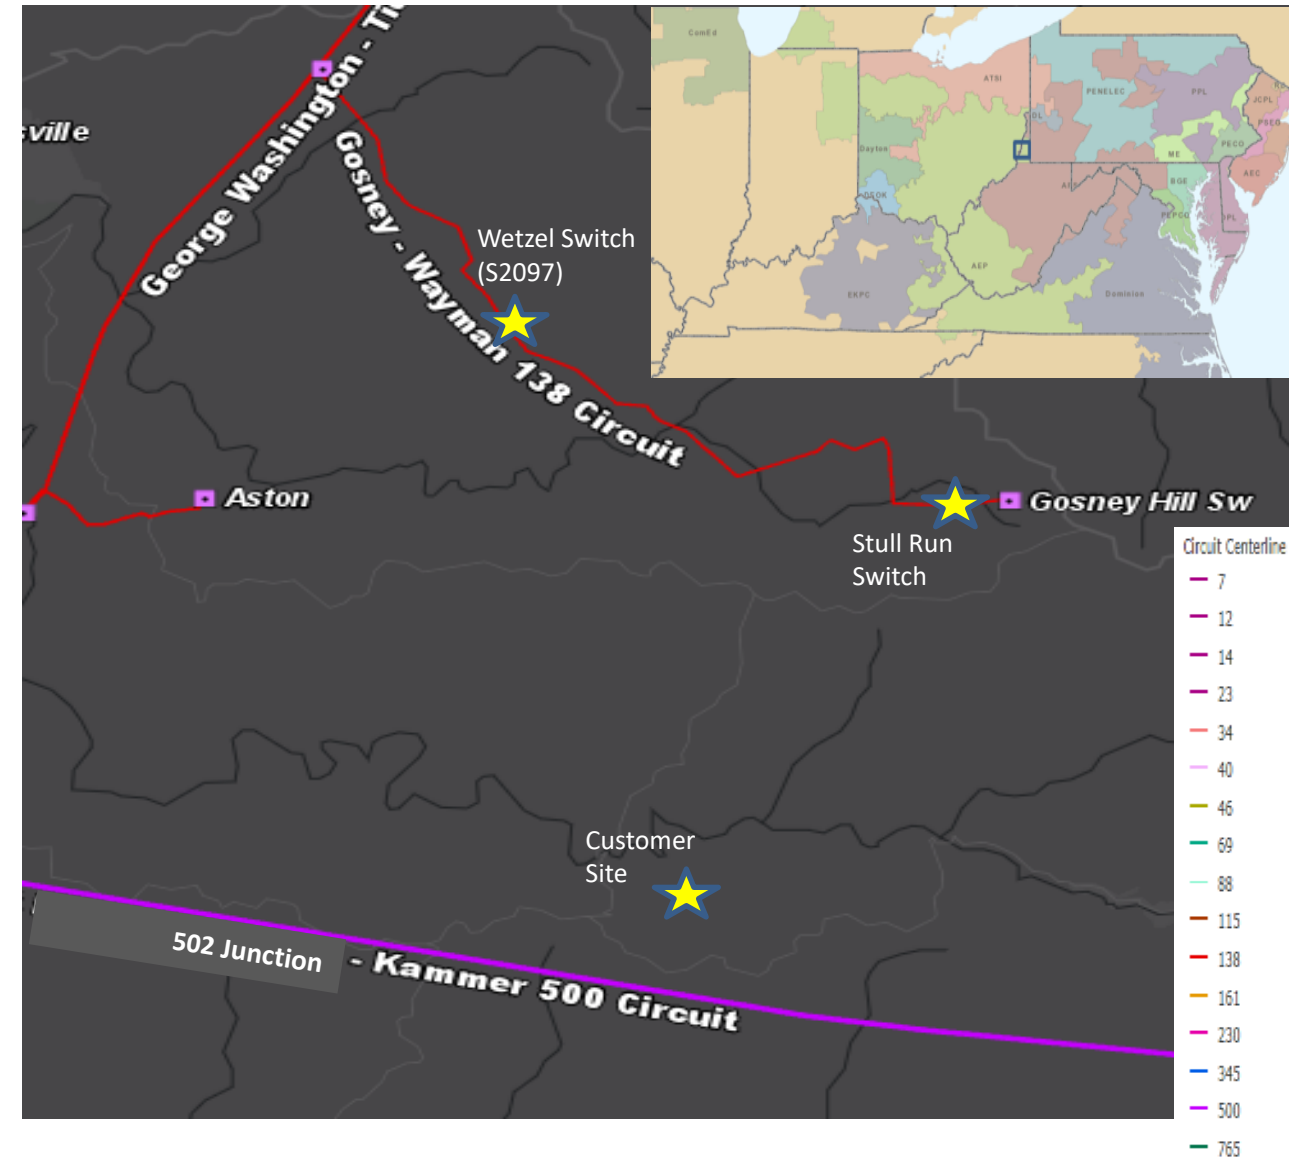 sville
George Washington - Tid
Gosney - Wayman 138 Circuit
Wetzel Switch
(S2097)
Aston
Gosney Hill Sw
Stull Run
Switch
Customer
Site
502 Junction
- Kammer 500 Circuit
ComEd
ATSI
PENELEC
PPL
JCPL
PSEG
PECO
ME
AEC
Dayton
DEOK
BGE
PEPCO
DPL
AEP
EKPC
Dominion
Circuit Centerline
7
12
14
23
34
40
46
69
88
115
138
161
230
345
500
765